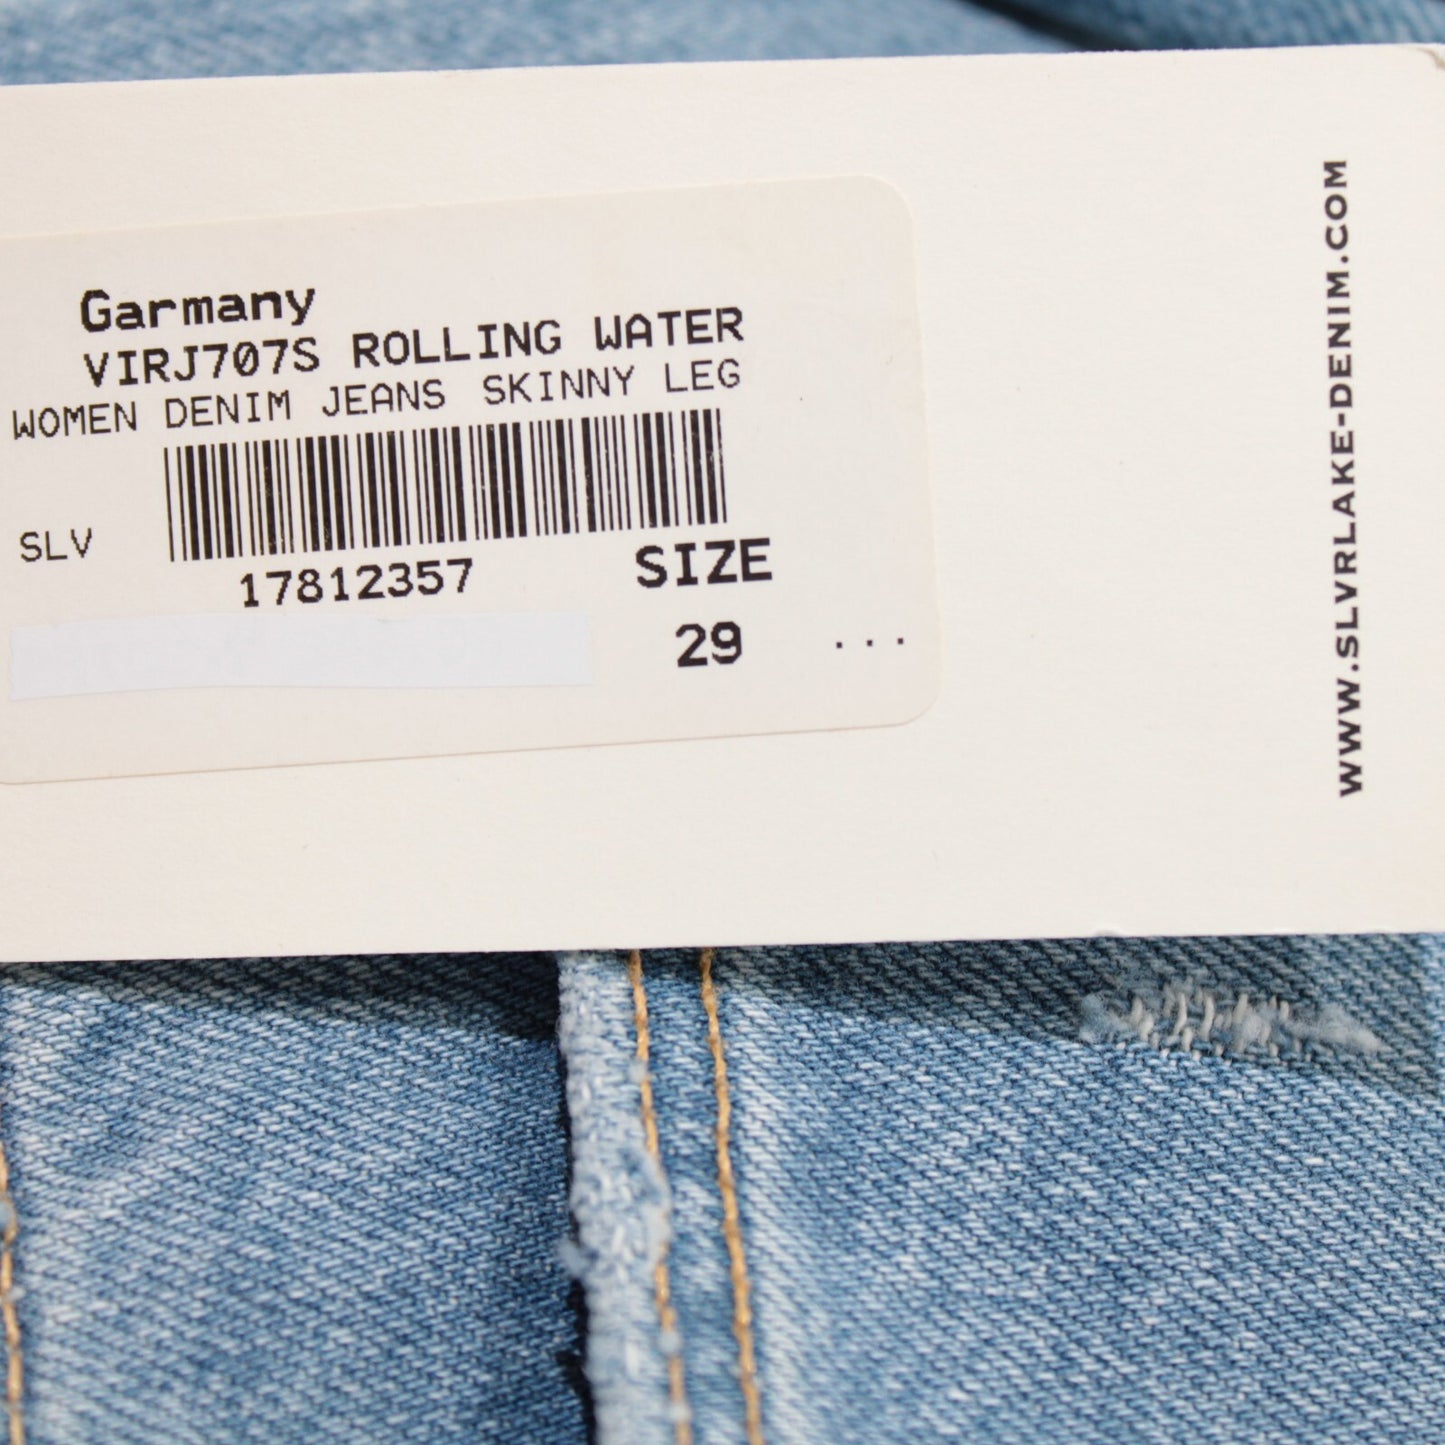 Garmany
VIRJ707S ROLLING WATER
WOMEN DENIM JEANS SKINNY LEG
SLV
17812357
SIZE
29 ...
WWW.SLVRLAKE-DENIM.COM